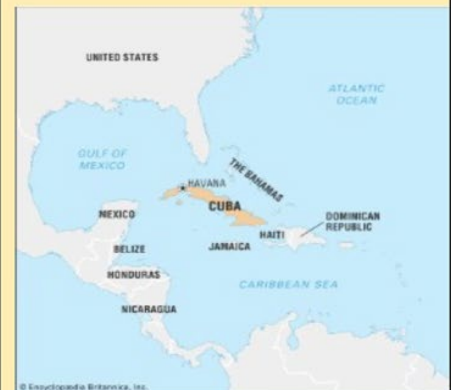 UNITED STATES
ATLANTIC
OCEAN
GULF OF
MEXICO
THE BAHAMAS
HAVANA
CUBA
MEXICO
DOMINICAN
REPUBLIC
HAITI
JAMAICA
BELIZE
HONDURAS
CARIBBEAN SEA
NICARAGUA
© Encyclopædia Britannica, Inc.